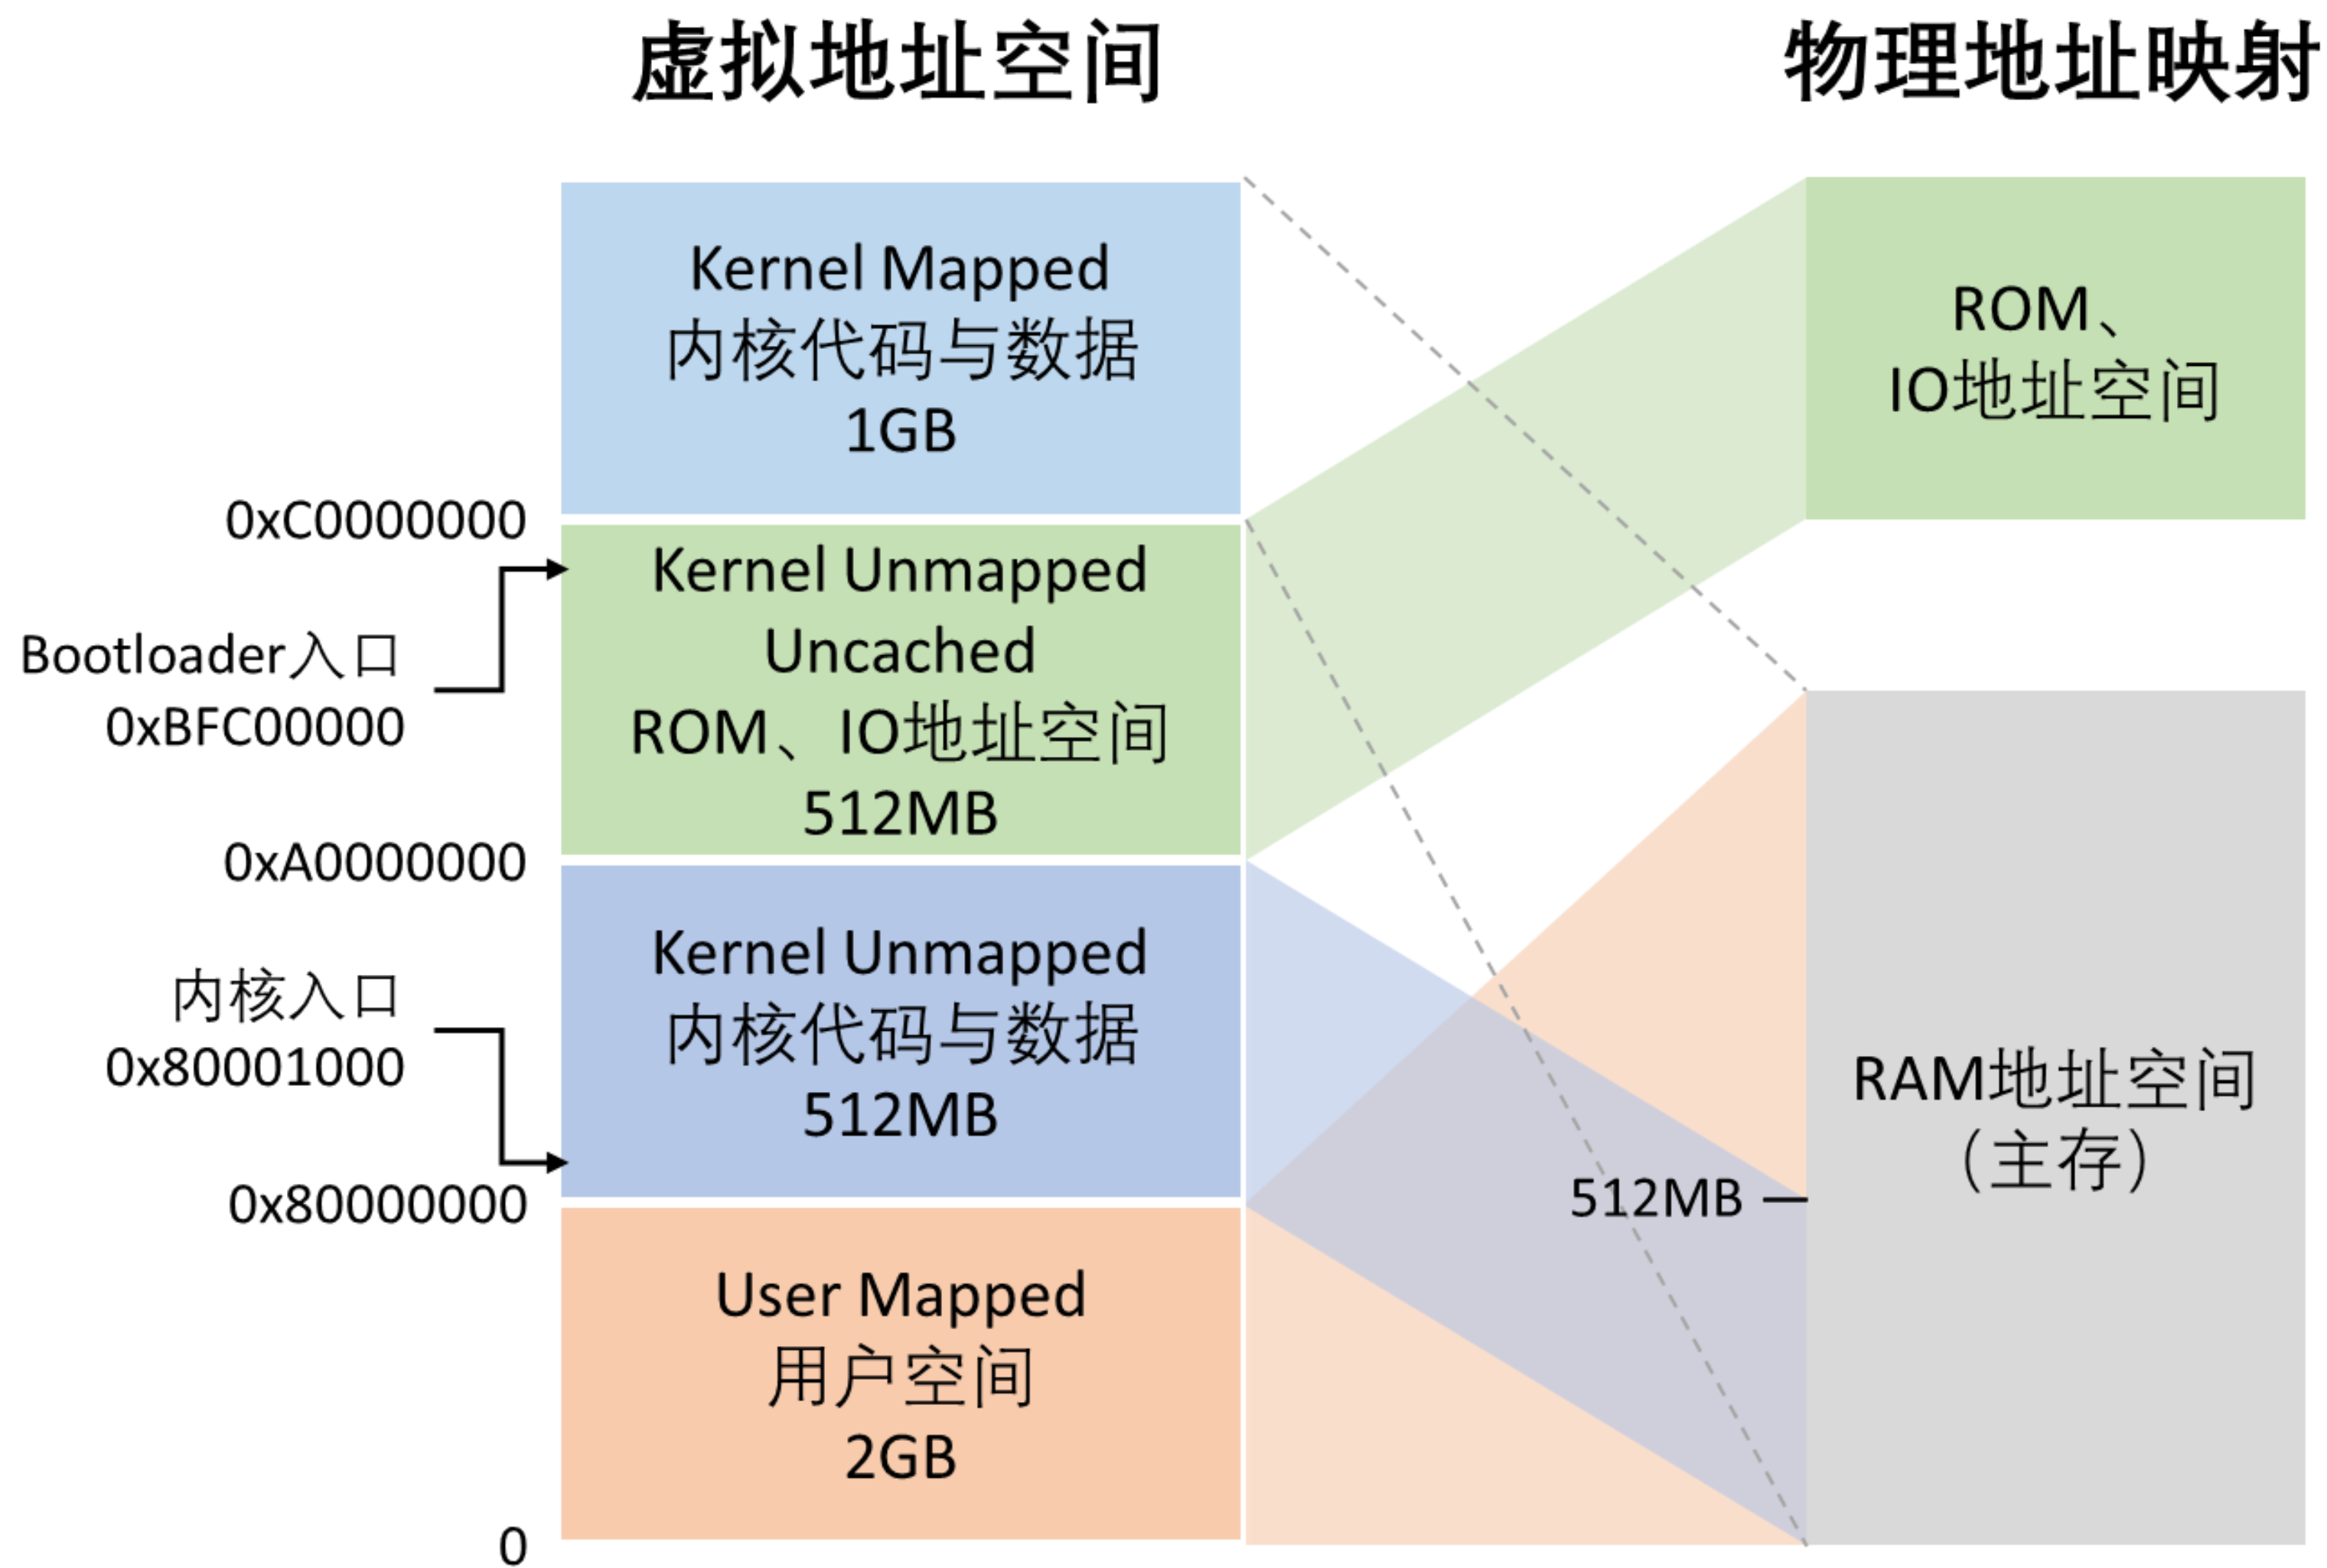 虚拟地址空间
物理地址映射
Kernel Mapped
内核代码与数据
1GB
0xC0000000
Kernel Unmapped
Uncached
ROM、IO地址空间
512MB
Bootloader入口
0xBFC00000
0xA0000000
Kernel Unmapped
内核代码与数据
512MB
内核入口
0x80001000
0x80000000
User Mapped
用户空间
2GB
0
ROM、
IO地址空间
RAM地址空间
（主存）
512MB